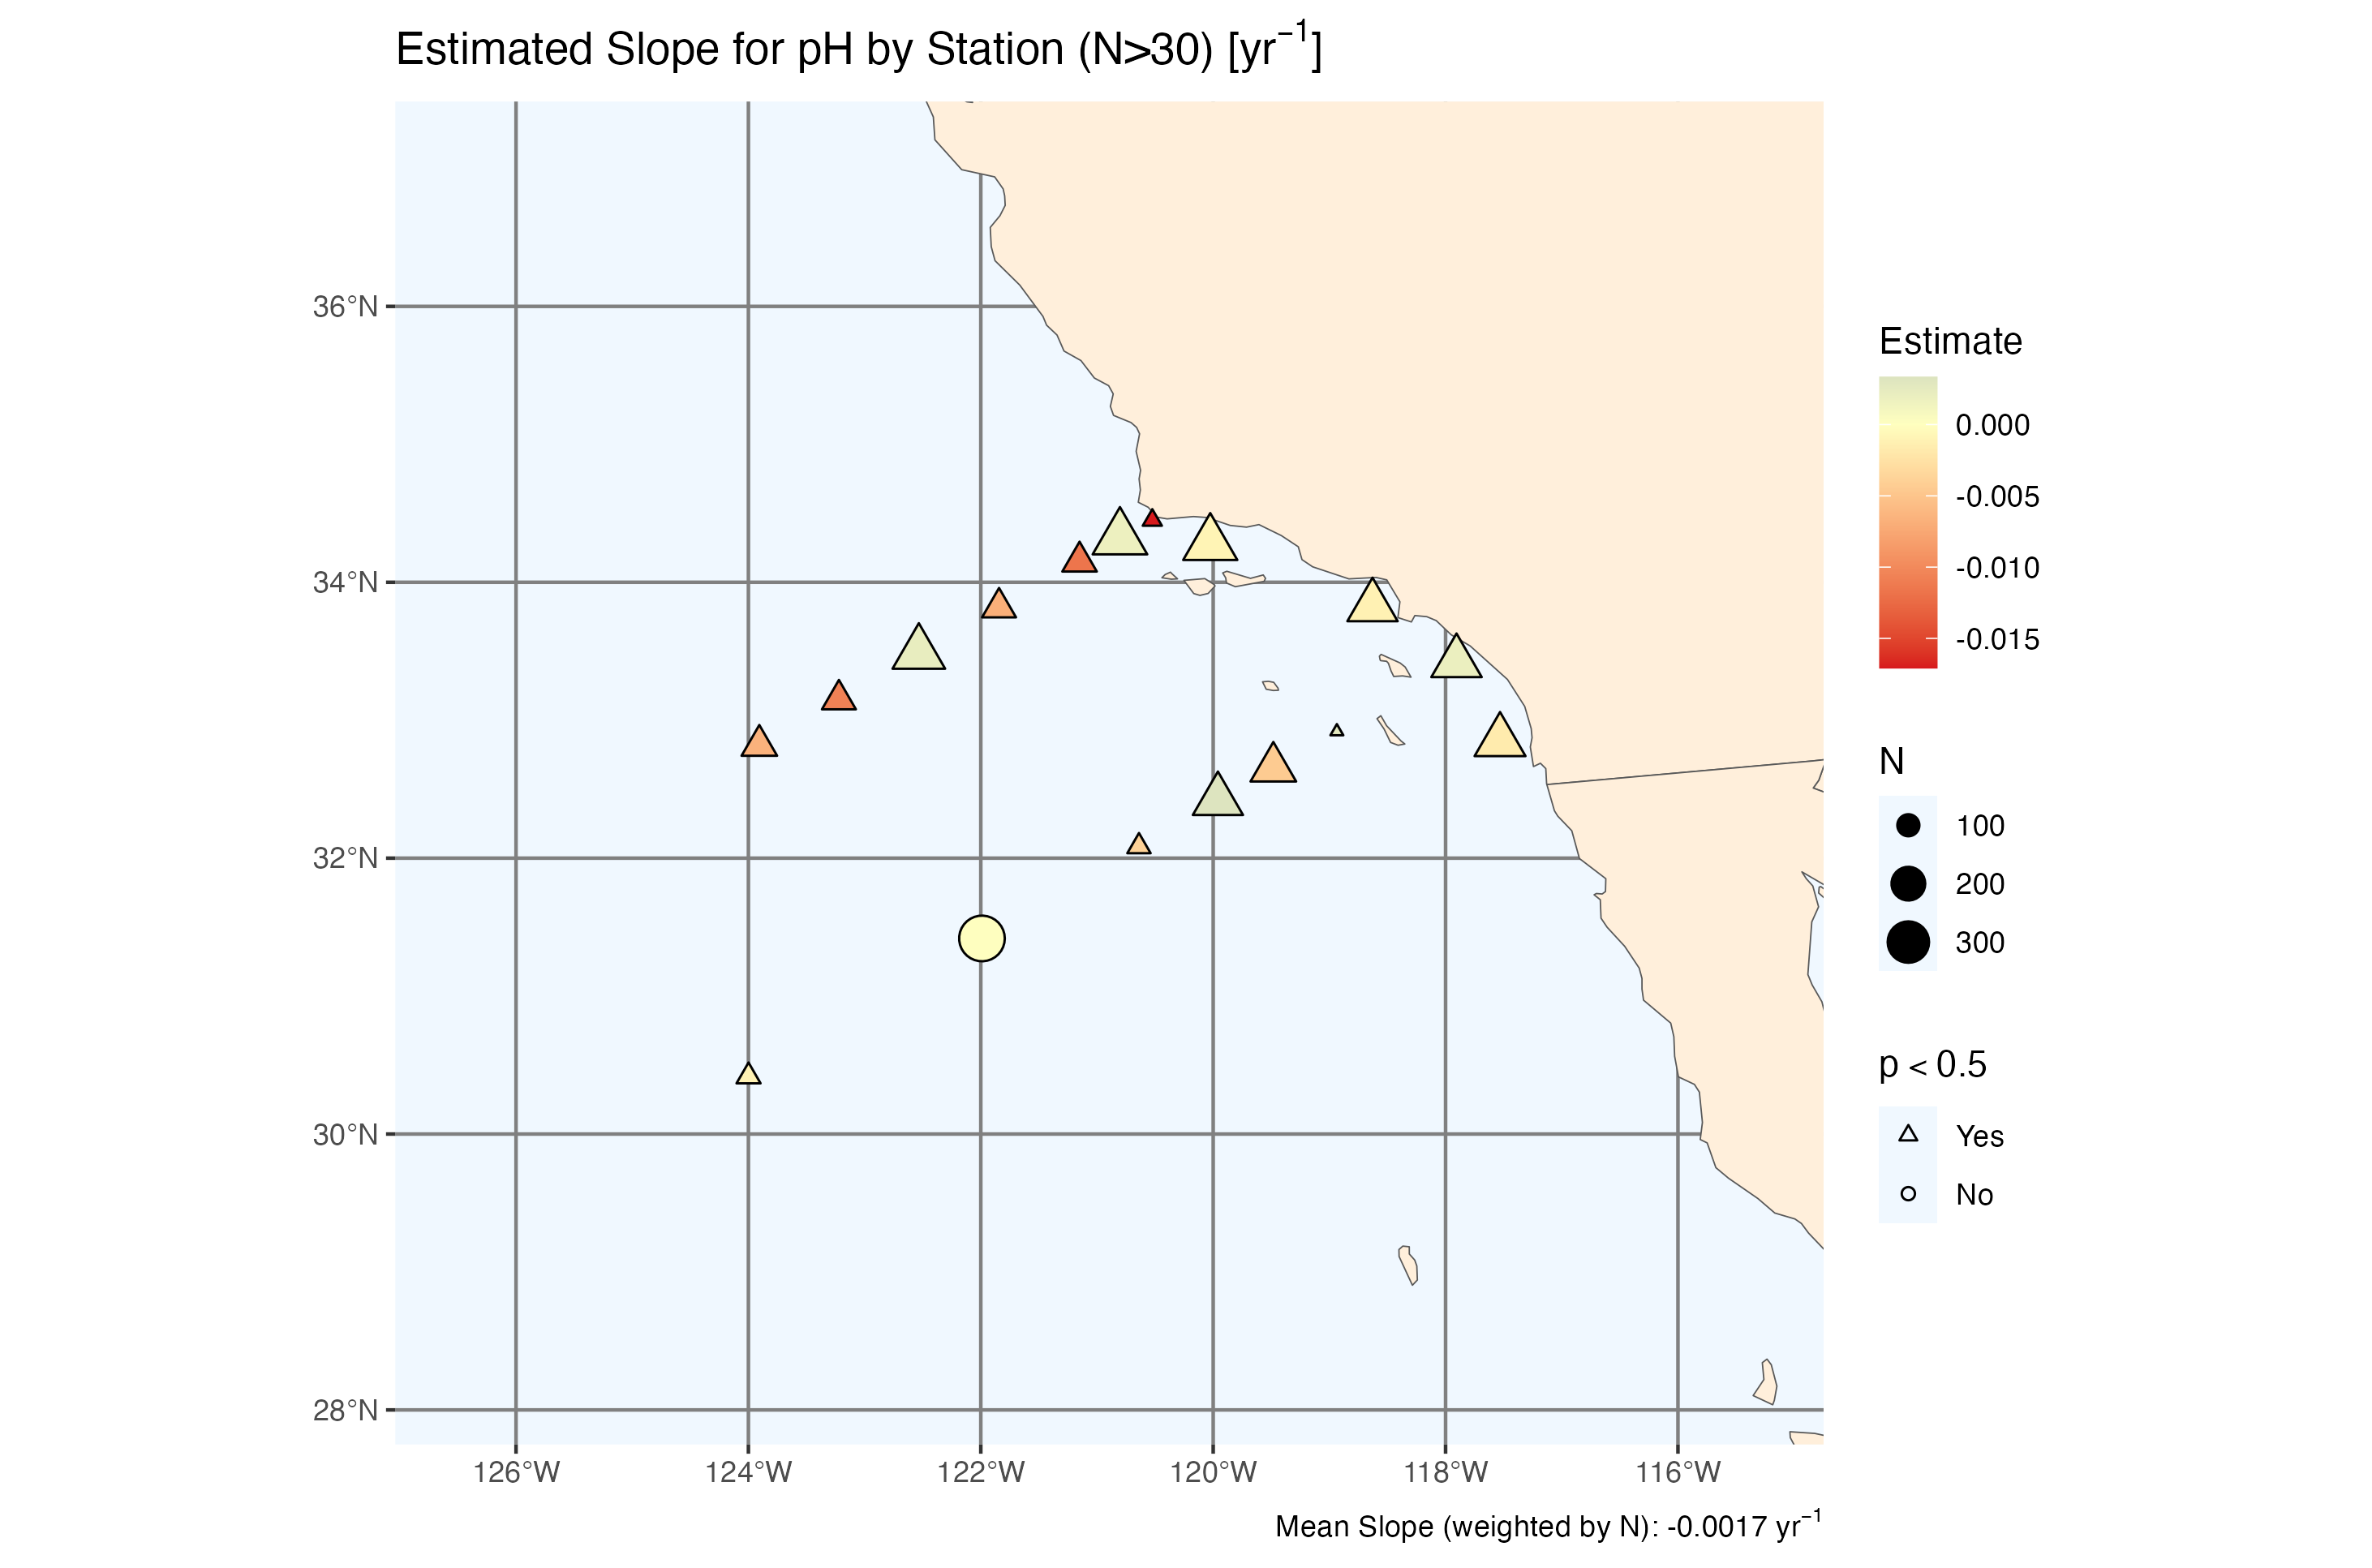 Estimated Slope for pH by Station (N>30) [yr⁻¹]
36°N
34°N
32°N
30°N
28°N
126°W
124°W
122°W
120°W
118°W
116°W
Estimate
0.000
-0.005
-0.010
-0.015
N
100
200
300
p < 0.5
Yes
No
Mean Slope (weighted by N): -0.0017 yr⁻¹